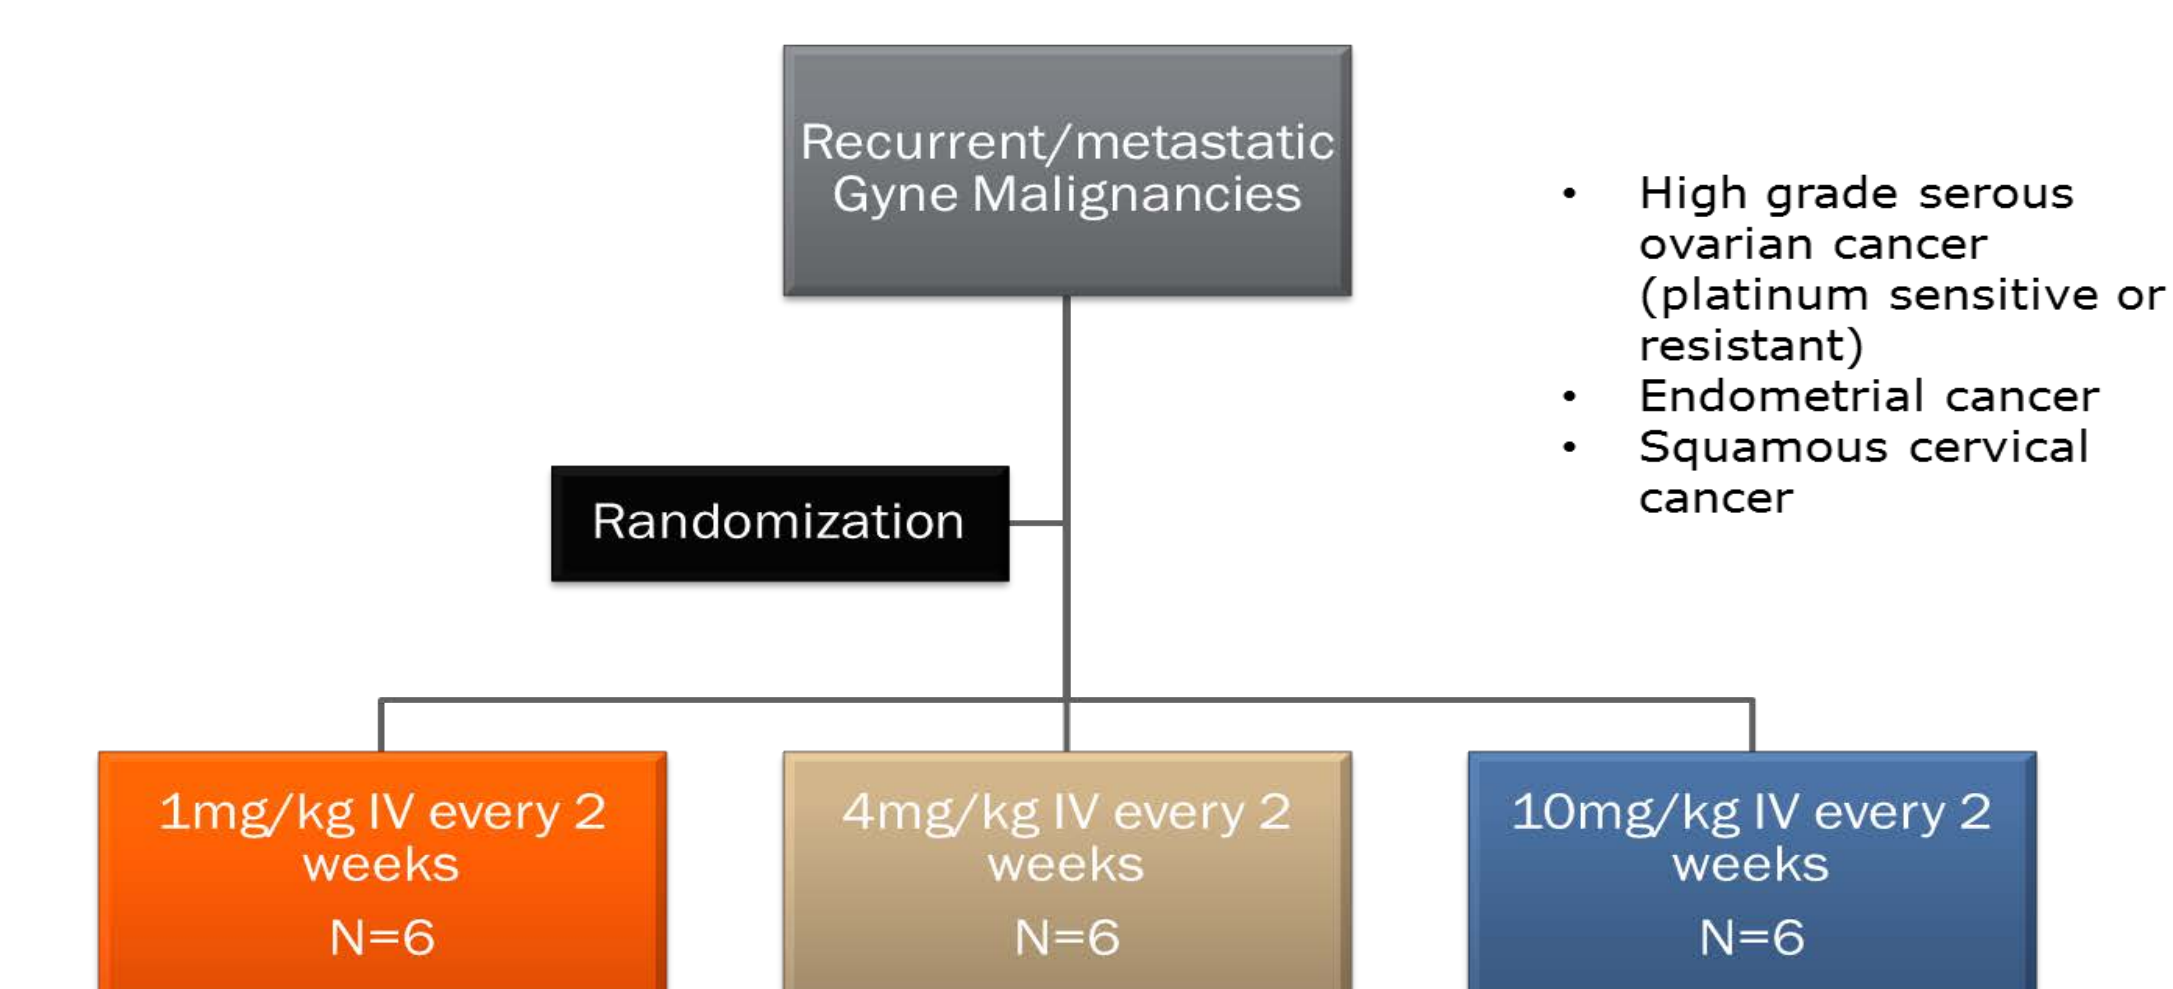 Recurrent/metastatic
Gyne Malignancies
• High grade serous
ovarian cancer
(platinum sensitive or
resistant)
• Endometrial cancer
• Squamous cervical
cancer
Randomization
1mg/kg IV every 2
weeks
N=6
4mg/kg IV every 2
weeks
N=6
10mg/kg IV every 2
weeks
N=6